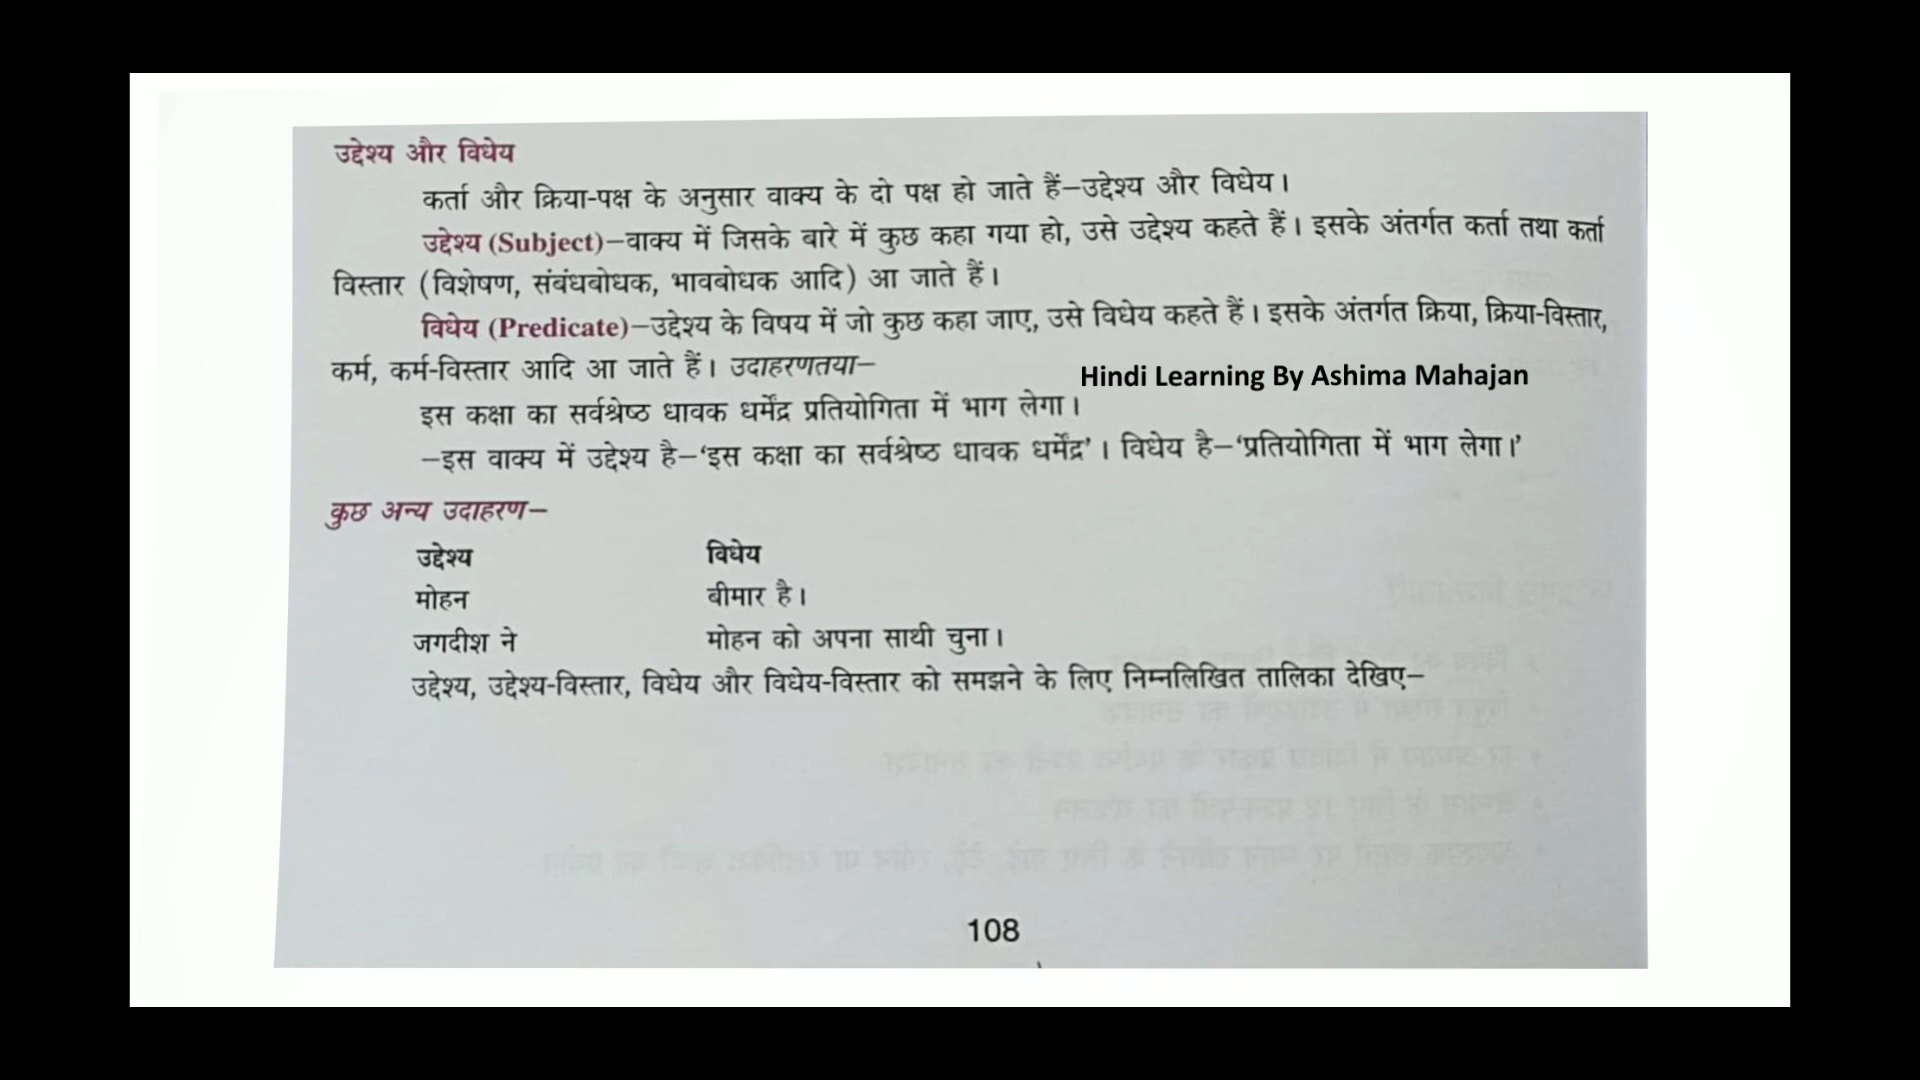 उद्देश्य और विधेय
कर्ता और क्रिया-पक्ष के अनुसार वाक्य के दो पक्ष हो जाते हैं–उद्देश्य और विधेय।
उद्देश्य (Subject)–वाक्य में जिसके बारे में कुछ कहा गया हो, उसे उद्देश्य कहते हैं। इसके अंतर्गत कर्ता तथा कर्ता
विस्तार (विशेषण, संबंधबोधक, भावबोधक आदि) आ जाते हैं।
विधेय (Predicate)–उद्देश्य के विषय में जो कुछ कहा जाए, उसे विधेय कहते हैं। इसके अंतर्गत क्रिया, क्रिया-विस्तार,
कर्म, कर्म-विस्तार आदि आ जाते हैं। उदाहरणतया–
Hindi Learning By Ashima Mahajan
इस कक्षा का सर्वश्रेष्ठ धावक धर्मेंद्र प्रतियोगिता में भाग लेगा।
–इस वाक्य में उद्देश्य है–‘इस कक्षा का सर्वश्रेष्ठ धावक धर्मेंद्र’। विधेय है–‘प्रतियोगिता में भाग लेगा।’
कुछ अन्य उदाहरण–
उद्देश्य विधेय
मोहन बीमार है।
जगदीश ने मोहन को अपना साथी चुना।
उद्देश्य, उद्देश्य-विस्तार, विधेय और विधेय-विस्तार को समझने के लिए निम्नलिखित तालिका देखिए–
108